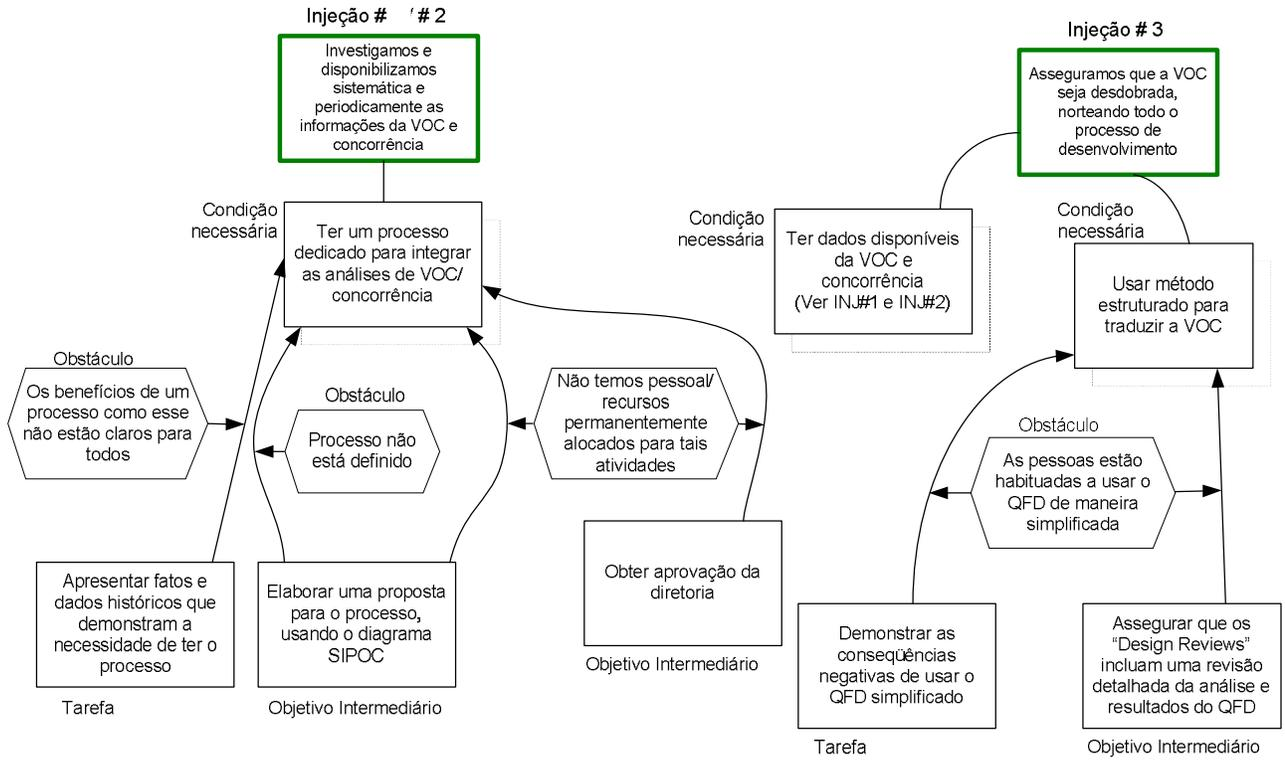 Injeção # # 2
Investigamos e
disponibilizamos
sistemática e
periodicamente as
informações da VOC e
concorrência
Condição
necessária
Ter um processo
dedicado para integrar
as análises de VOC/
concorrência
Obstáculo
Os benefícios de um
processo como esse
não estão claros para
todos
Obstáculo
Processo não
está definido
Não temos pessoal/
recursos
permanentemente
alocados para tais
atividades
Apresentar fatos e
dados históricos que
demonstram a
necessidade de ter o
processo
Tarefa
Elaborar uma proposta
para o processo,
usando o diagrama
SIPOC
Objetivo Intermediário
Obter aprovação da
diretoria
Objetivo Intermediário
Injeção # 3
Asseguramos que a VOC
seja desdobrada,
norteando todo o
processo de
desenvolvimento
Condição
necessária
Ter dados disponíveis
da VOC e
concorrência
(Ver INJ#1 e INJ#2)
Condição
necessária
Usar método
estruturado para
traduzir a VOC
Obstáculo
As pessoas estão
habituadas a usar o
QFD de maneira
simplificada
Demonstrar as
conseqüências
negativas de usar o
QFD simplificado
Tarefa
Assegurar que os
“Design Reviews”
incluam uma revisão
detalhada da análise e
resultados do QFD
Objetivo Intermediário